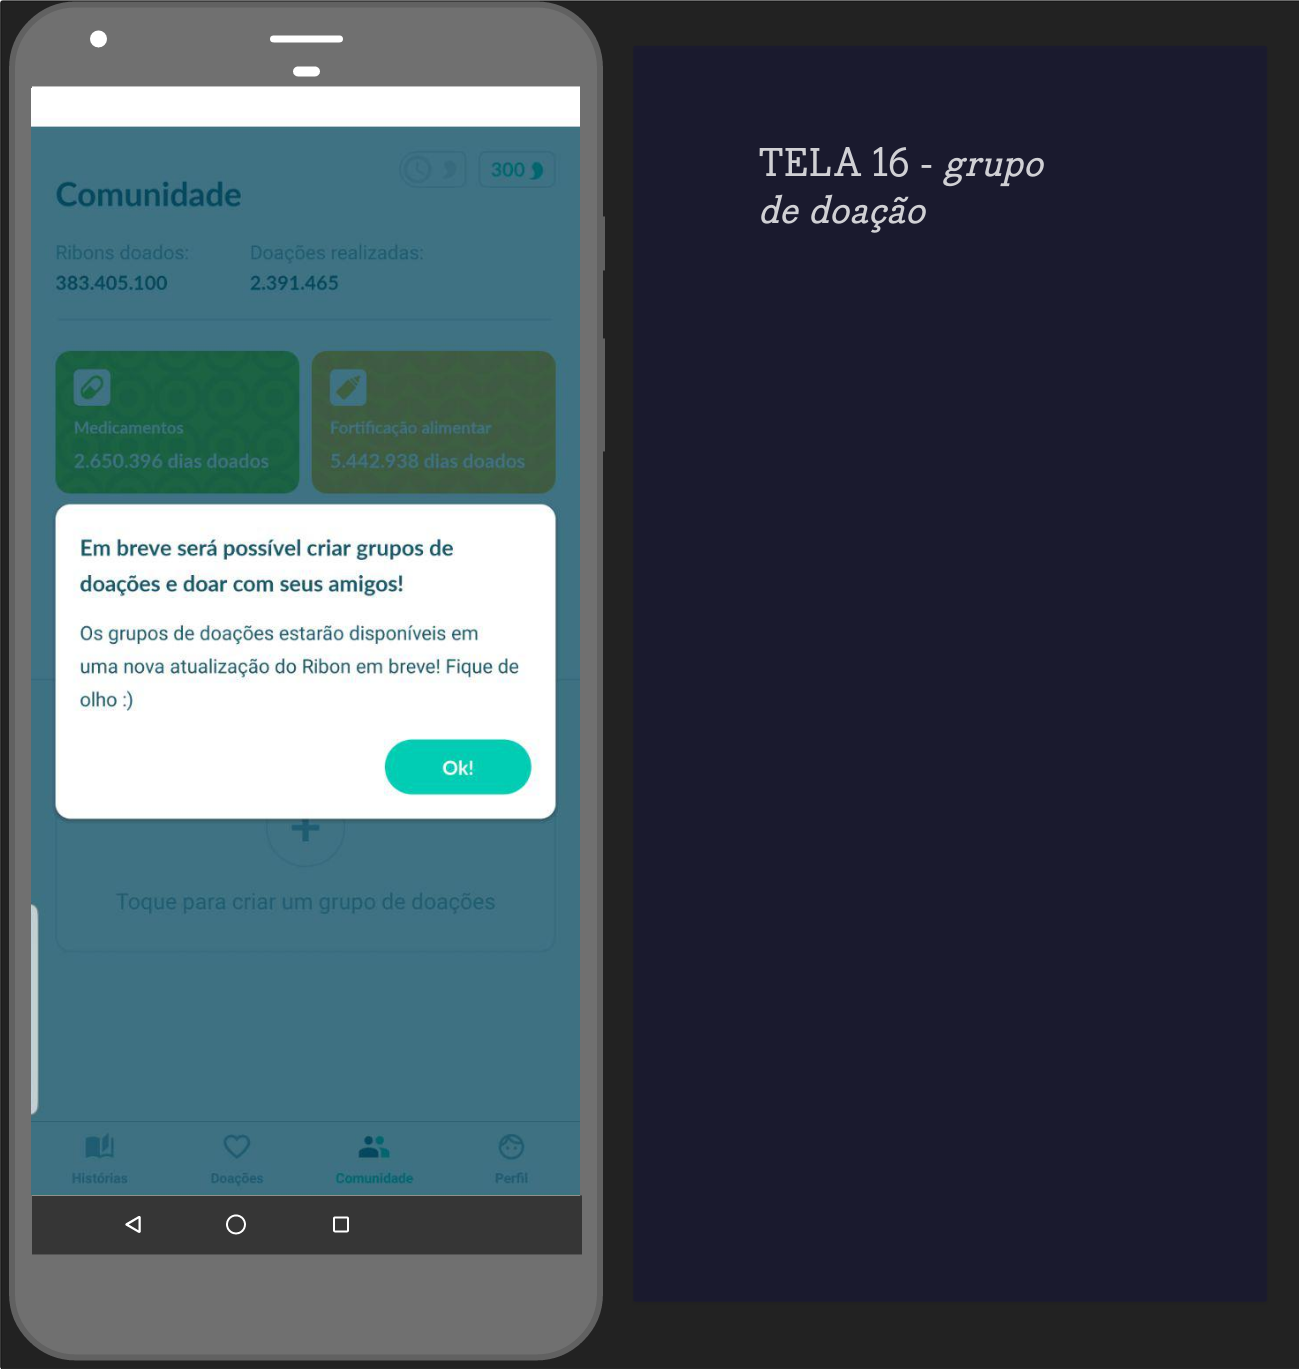 300
Comunidade
Ribons doados:
Doações realizadas:
383.405.100
2.391.465
Medicamentos
2.650.396 dias doados
Fortificação alimentar
5.442.938 dias doados
Em breve será possível criar grupos de
doações e doar com seus amigos!
Os grupos de doações estarão disponíveis em
uma nova atualização do Ribon em breve! Fique de
olho :)
Ok!
+
Toque para criar um grupo de doações
Histórias
Doações
Comunidade
Perfil
TELA 16 - grupo
de doação